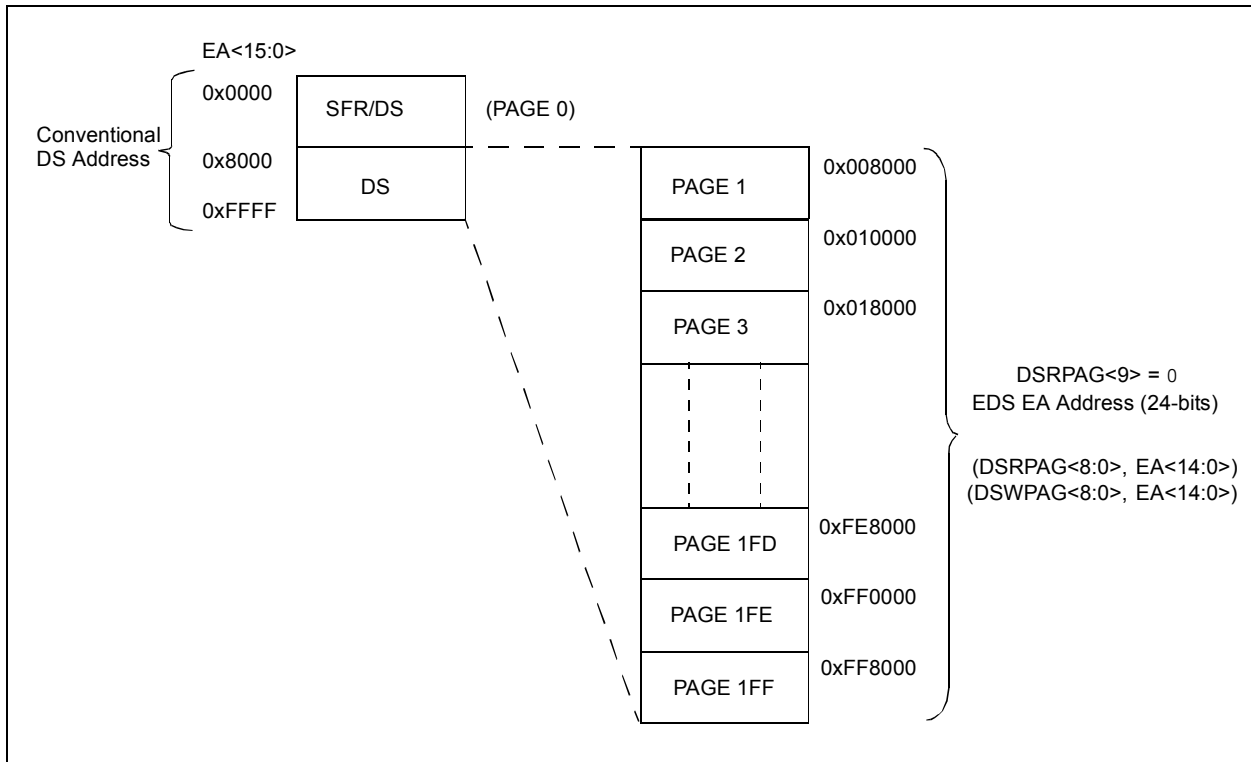 EA<15:0>
0x0000
SFR/DS
(PAGE 0)
Conventional
DS Address
0x8000
DS
0xFFFF
PAGE 1
0x008000
PAGE 2
0x010000
PAGE 3
0x018000
DSRPAG<9> = 0
EDS EA Address (24-bits)
(DSRPAG<8:0>, EA<14:0>)
(DSWPAG<8:0>, EA<14:0>)
PAGE 1FD
0xFE8000
PAGE 1FE
0xFF0000
PAGE 1FF
0xFF8000